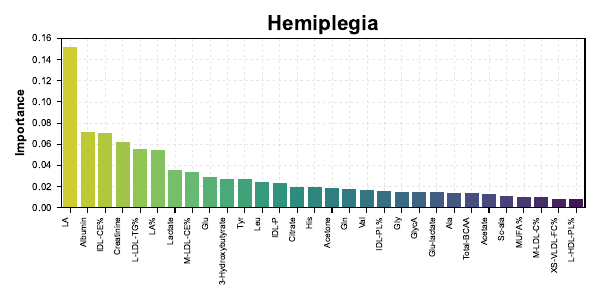 Hemiplegia
Importance
0.16
0.14
0.12
0.10
0.08
0.06
0.04
0.02
0.00
LA
Albumin
IDL-CE%
Creatinine
L-LDL-TG%
LA%
Lactate
M-LDL-CE%
Glu
3-Hydroxybutyrate
Tyr
Leu
IDL-P
Citrate
His
Acetone
Gln
Val
IDL-PL%
Gly
GlycA
Glu-lactate
Ala
Total-BCAA
Acetate
Sc-ala
MUFA%
M-LDL-C%
XS-VLDL-FC%
L-HDL-PL%